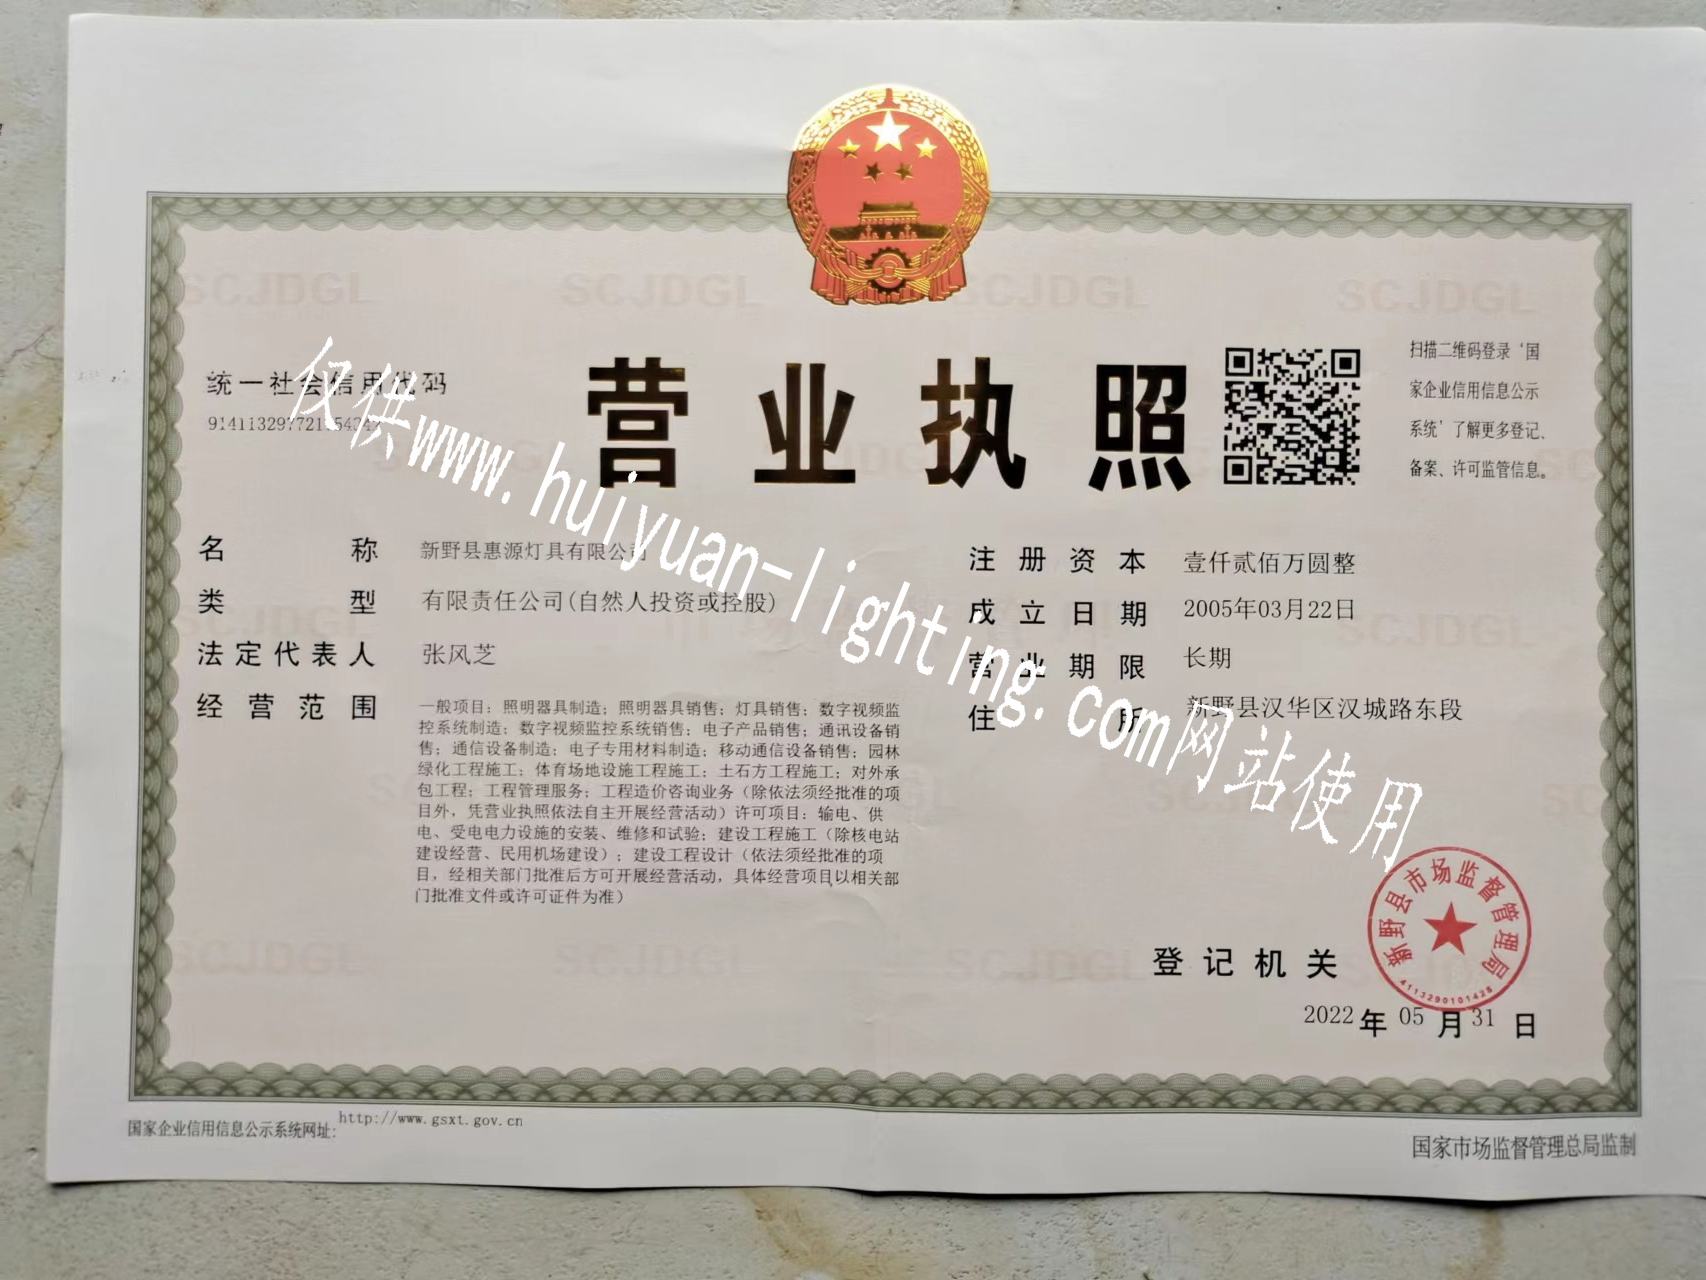 营业执照
统一社会信用代码
扫描二维码登录‘国
家企业信用信息公示
系统’了解更多登记、
备案、许可监管信息。
名称 新野县惠源灯具有限公司
类型 有限责任公司(自然人投资或控股)
法定代表人 张风芝
经营范围 一般项目：照明器具制造；照明器具销售；灯具销售；数字视频监
控系统制造；数字视频监控系统销售；电子产品销售；通讯设备销
售；通信设备制造；电子专用材料制造；移动通信设备销售；园林
绿化工程施工；体育场地设施工程施工；土石方工程施工；对外承
包工程；工程管理服务；工程造价咨询业务（除依法须经批准的项
目外，凭营业执照依法自主开展经营活动）许可项目：输电、供
电、受电电力设施的安装、维修和试验；建设工程施工（除核电站
建设经营、民用机场建设）；建设工程设计（依法须经批准的项
目，经相关部门批准后方可开展经营活动，具体经营项目以相关部
门批准文件或许可证件为准）
注册资本 壹仟贰佰万圆整
成立日期 2005年03月22日
营业期限 长期
住所 新野县汉华区汉城路东段
仅供www.huiyuan-lighting.com网站使用
登记机关
新野县市场监督管理局
4113290101428
2022年05月31日
国家企业信用信息公示系统网址：http://www.gsxt.gov.cn
国家市场监督管理总局监制
SCJDGL SCJDGL SCJDGL SCJDGL